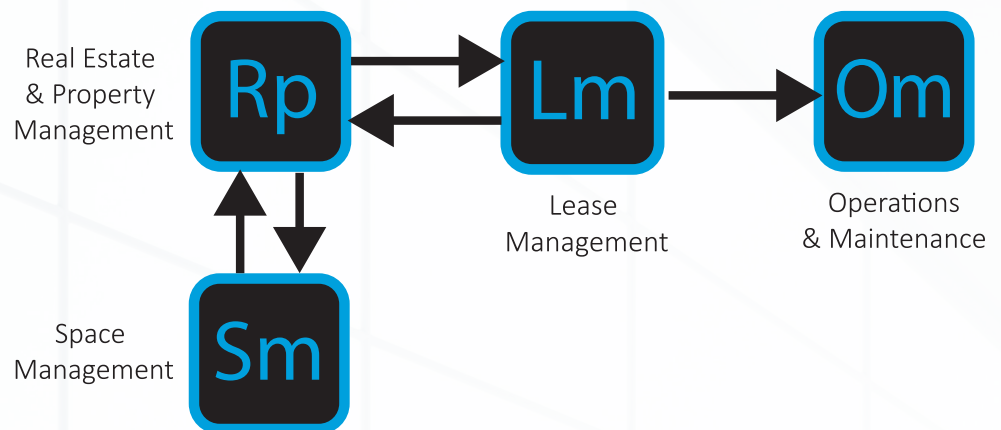 Real Estate
& Property
Management
Rp
Lm
Om
Lease
Management
Operations
& Maintenance
Space
Management
Sm